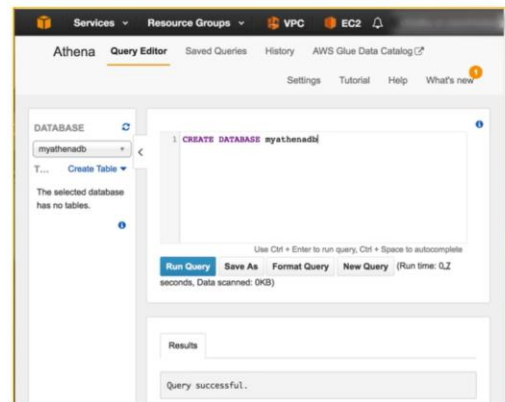 Services Resource Groups VPC EC2
Athena Query Editor Saved Queries History AWS Glue Data Catalog
Settings Tutorial Help What's new 1
DATABASE
myathenadb
T... Create Table
The selected database
has no tables.
1 CREATE DATABASE myathenadb
Use Ctrl + Enter to run query, Ctrl + Space to autocomplete
Run Query Save As Format Query New Query (Run time: 0.7
seconds, Data scanned: 0KB)
Results
Query successful.